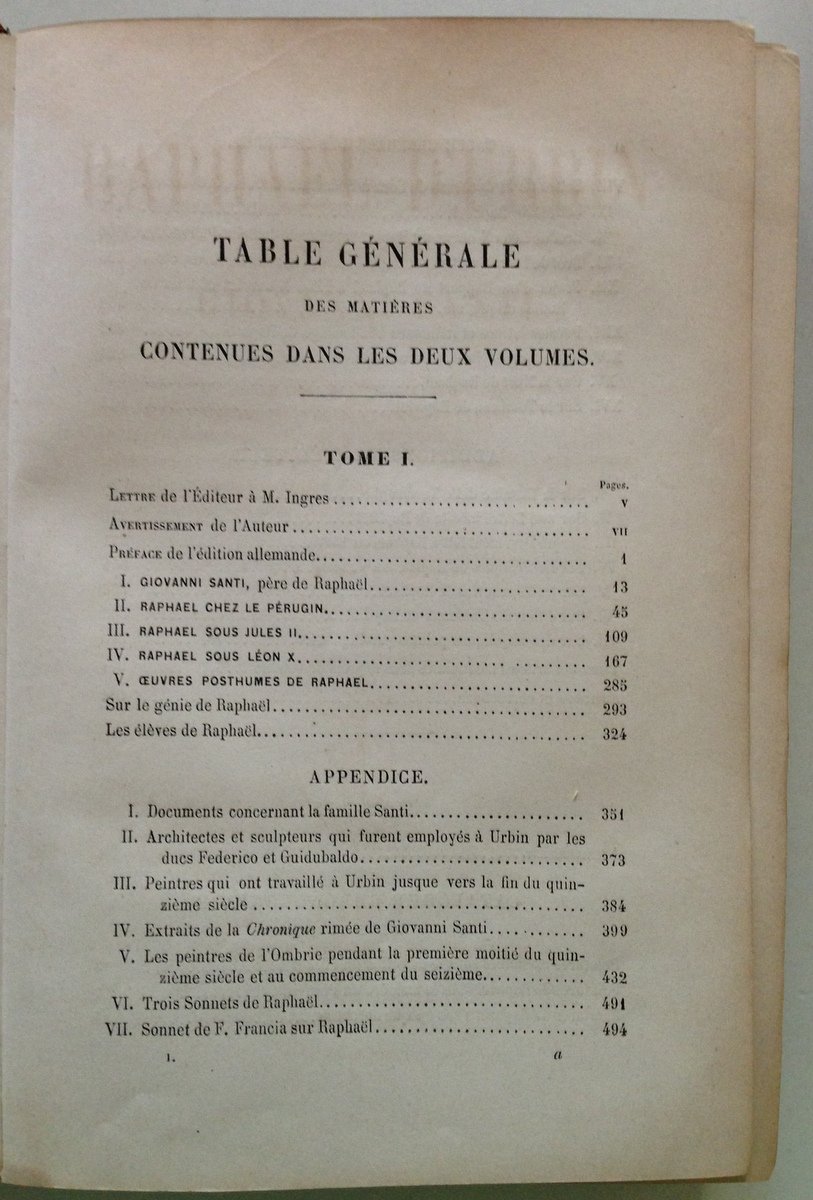 TABLE GÉNÉRALE
DES MATIÈRES
CONTENUES DANS LES DEUX VOLUMES.
TOME I.
Pages.
LETTRE de l'Éditeur à M. Ingres .............................. V
AVERTISSEMENT de l'Auteur .............................. VII
PRÉFACE de l'édition allemande .............................. 1
I. GIOVANNI SANTI, père de Raphaël .............................. 13
II. RAPHAEL CHEZ LE PÉRUGIN. .............................. 45
III. RAPHAEL SOUS JULES II. .............................. 109
IV. RAPHAEL SOUS LÉON X. .............................. 167
V. ŒUVRES POSTHUMES DE RAPHAEL .............................. 285
Sur le génie de Raphaël .............................. 293
Les élèves de Raphaël .............................. 324
APPENDICE.
I. Documents concernant la famille Santi .............................. 351
II. Architectes et sculpteurs qui furent employés à Urbin par les
ducs Federico et Guidubaldo .............................. 373
III. Peintres qui ont travaillé à Urbin jusque vers la fin du quin-
zième siècle .............................. 384
IV. Extraits de la Chronique rimée de Giovanni Santi .............................. 399
V. Les peintres de l'Ombrie pendant la première moitié du quin-
zième siècle et au commencement du seizième .............................. 432
VI. Trois Sonnets de Raphaël .............................. 491
VII. Sonnet de F. Francia sur Raphaël .............................. 494
I. a